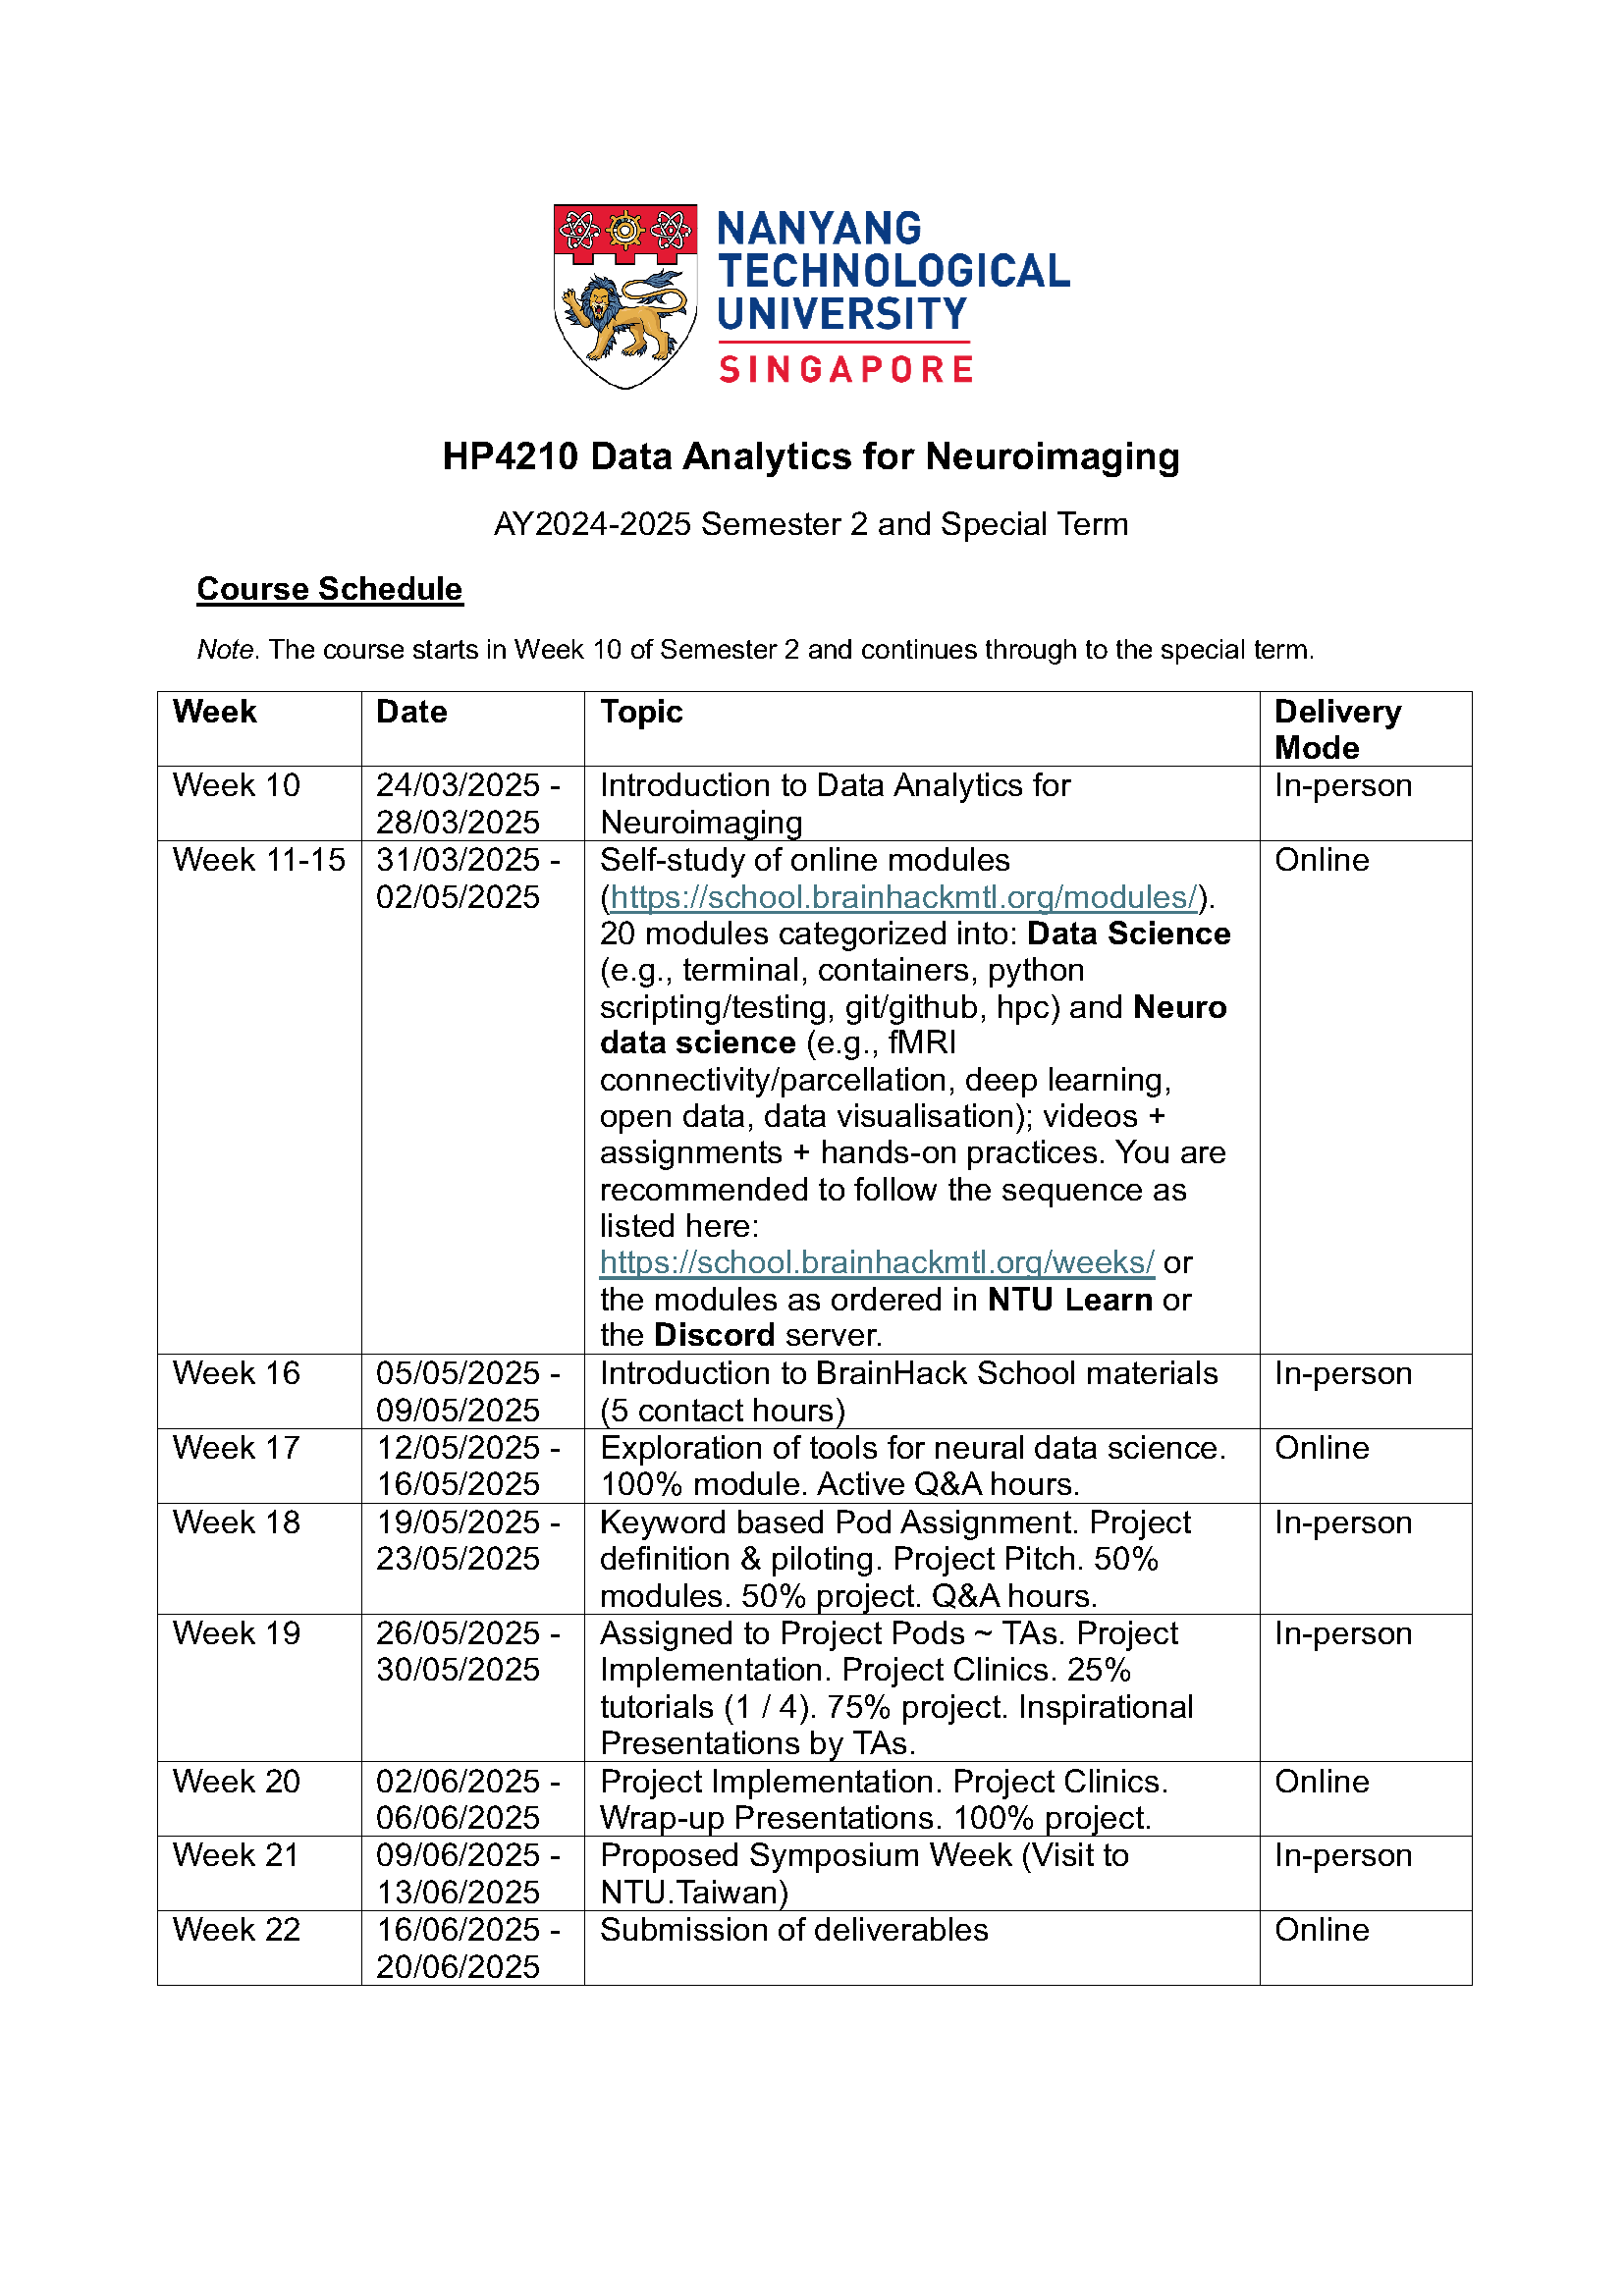 NANYANG
TECHNOLOGICAL
UNIVERSITY
SINGAPORE
HP4210 Data Analytics for Neuroimaging
AY2024-2025 Semester 2 and Special Term
Course Schedule
Note. The course starts in Week 10 of Semester 2 and continues through to the special term.
Week Date Topic Delivery
Mode
Week 10 24/03/2025 - Introduction to Data Analytics for In-person
28/03/2025 Neuroimaging
Week 11-15 31/03/2025 - Self-study of online modules Online
02/05/2025 (https://school.brainhackmtl.org/modules/).
20 modules categorized into: Data Science
(e.g., terminal, containers, python
scripting/testing, git/github, hpc) and Neuro
data science (e.g., fMRI
connectivity/parcellation, deep learning,
open data, data visualisation); videos +
assignments + hands-on practices. You are
recommended to follow the sequence as
listed here:
https://school.brainhackmtl.org/weeks/ or
the modules as ordered in NTU Learn or
the Discord server.
Week 16 05/05/2025 - Introduction to BrainHack School materials In-person
09/05/2025 (5 contact hours)
Week 17 12/05/2025 - Exploration of tools for neural data science. Online
16/05/2025 100% module. Active Q&A hours.
Week 18 19/05/2025 - Keyword based Pod Assignment. Project In-person
23/05/2025 definition & piloting. Project Pitch. 50%
modules. 50% project. Q&A hours.
Week 19 26/05/2025 - Assigned to Project Pods ~ TAs. Project In-person
30/05/2025 Implementation. Project Clinics. 25%
tutorials (1 / 4). 75% project. Inspirational
Presentations by TAs.
Week 20 02/06/2025 - Project Implementation. Project Clinics. Online
06/06/2025 Wrap-up Presentations. 100% project.
Week 21 09/06/2025 - Proposed Symposium Week (Visit to In-person
13/06/2025 NTU.Taiwan)
Week 22 16/06/2025 - Submission of deliverables Online
20/06/2025